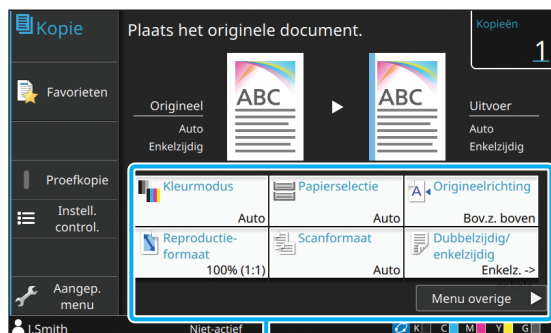 Kopie
Plaats het originele document.
Kopieën
1
Favorieten
Origineel
Auto
Enkelzijdig
ABC
ABC
Uitvoer
Auto
Enkelzijdig
Proefkopie
Instell.
control.
Aangep.
menu
Kleurmodus
Auto
Papierselectie
Auto
Origineelrichting
Bov.z. boven
Reproductie-
formaat
100% (1:1)
Scanformaat
Auto
Dubbelzijdig/
enkelzijdig
Enkelz. ->
Menu overige
J.Smith
Niet-actief
K C M Y G